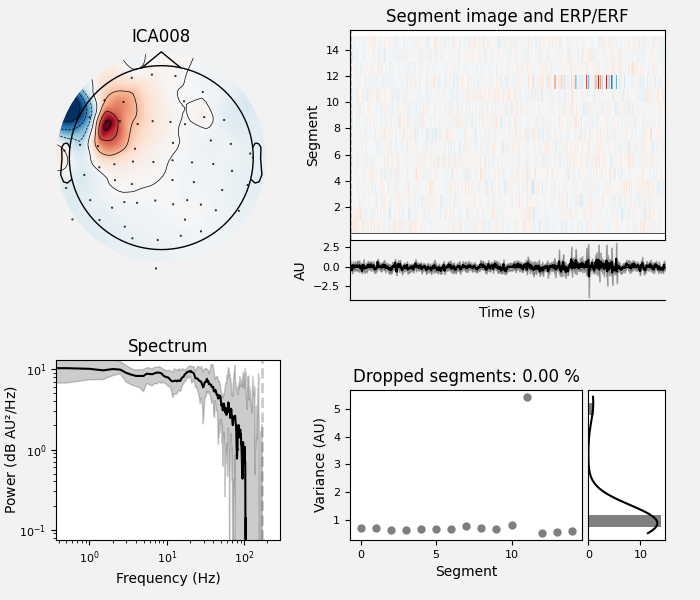 ICA008
Segment image and ERP/ERF
Segment
14
12
10
8
6
4
2
AU
2.5
0.0
−2.5
Time (s)
Spectrum
Power (dB AU²/Hz)
10¹
10⁰
10⁻¹
10⁰
10¹
10²
Frequency (Hz)
Dropped segments: 0.00 %
Variance (AU)
5
4
3
2
1
0
5
10
Segment
0
10